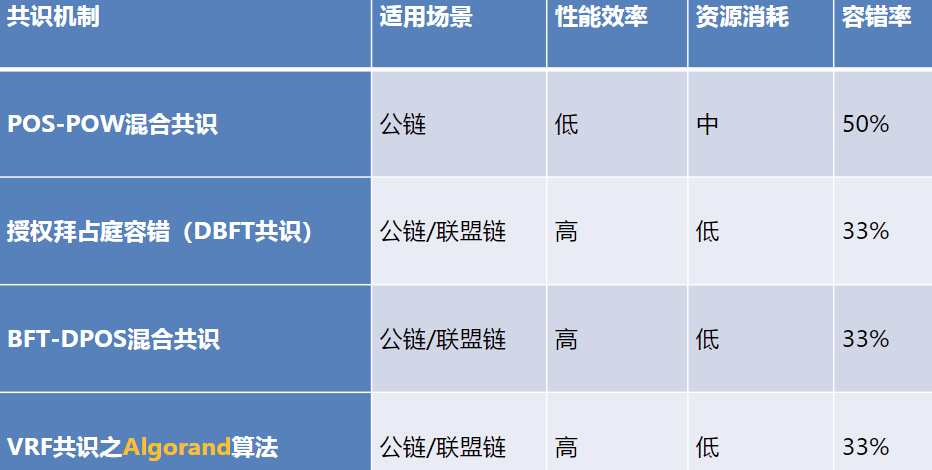 共识机制 适用场景 性能效率 资源消耗 容错率
POS-POW混合共识 公链 低 中 50%
授权拜占庭容错（DBFT共识） 公链/联盟链 高 低 33%
BFT-DPOS混合共识 公链/联盟链 高 低 33%
VRF共识之Algorand算法 公链/联盟链 高 低 33%